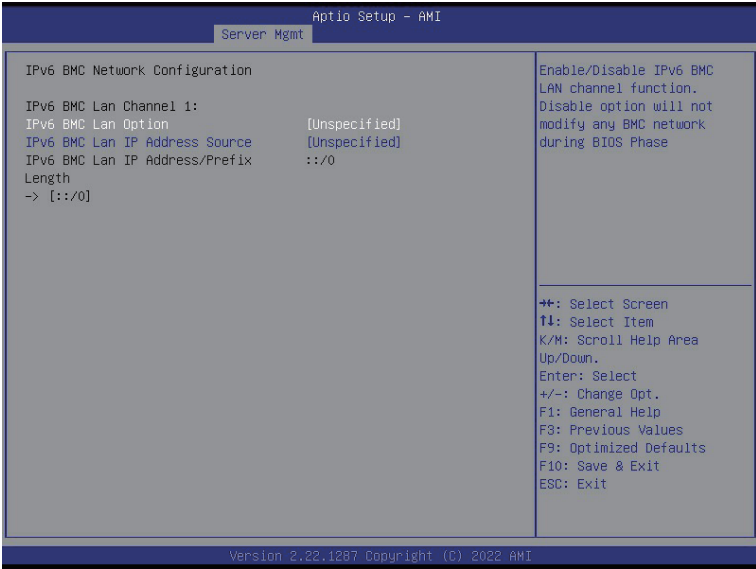 Aptio Setup – AMI
Server Mgmt
IPv6 BMC Network Configuration
IPv6 BMC Lan Channel 1:
IPv6 BMC Lan Option [Unspecified]
IPv6 BMC Lan IP Address Source [Unspecified]
IPv6 BMC Lan IP Address/Prefix ::/0
Length
-> [::/0]
Enable/Disable IPv6 BMC
LAN channel function.
Disable option will not
modify any BMC network
during BIOS Phase
→←: Select Screen
↑↓: Select Item
K/M: Scroll Help Area
Up/Down.
Enter: Select
+/-: Change Opt.
F1: General Help
F3: Previous Values
F9: Optimized Defaults
F10: Save & Exit
ESC: Exit
Version 2.22.1287 Copyright (C) 2022 AMI